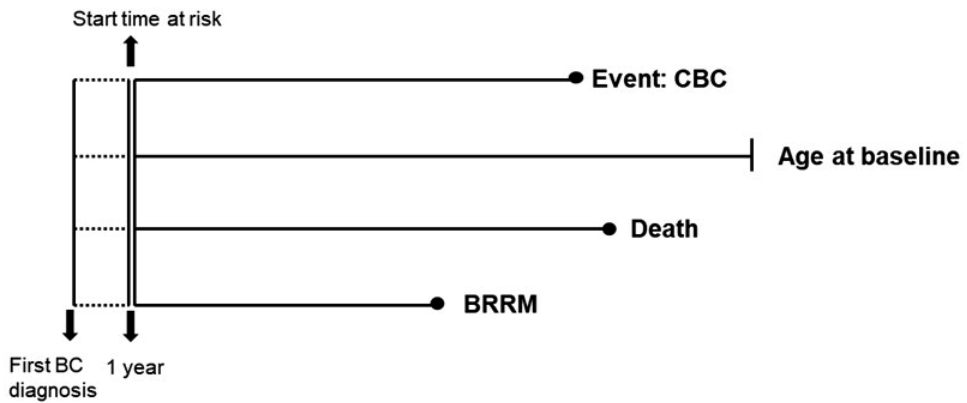 Start time at risk
Event: CBC
Age at baseline
Death
BRRM
First BC
diagnosis
1 year